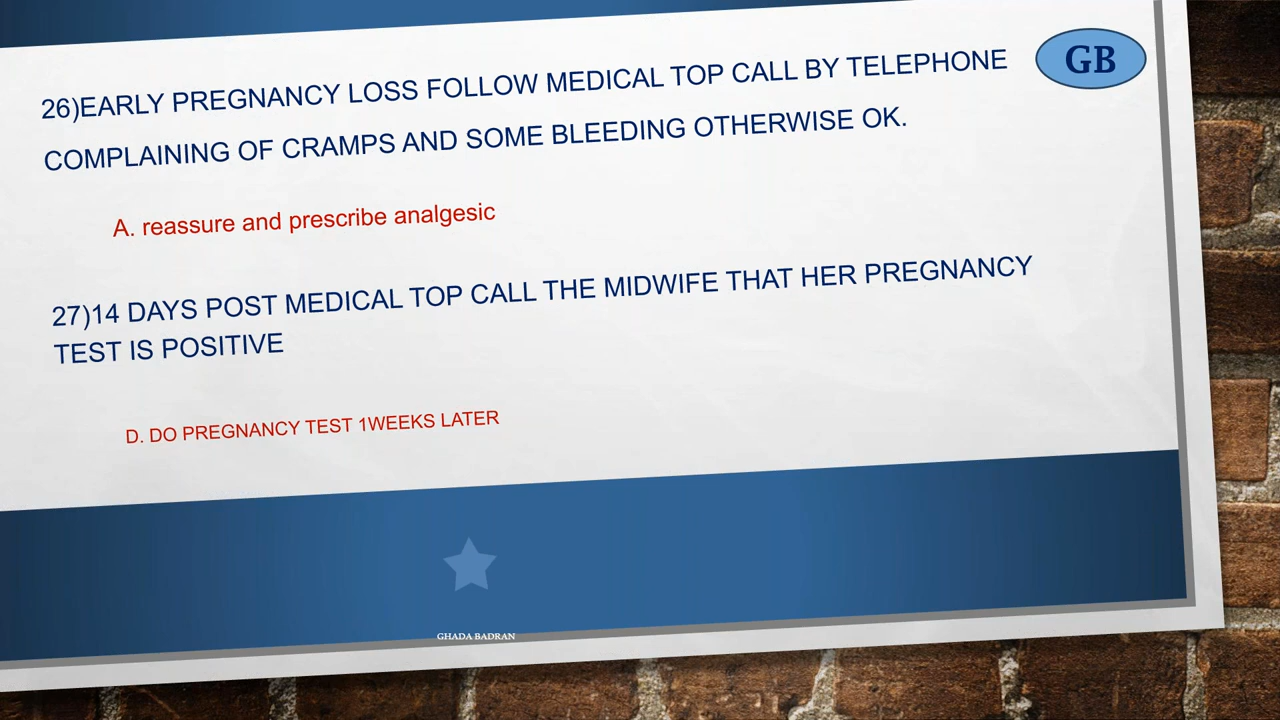 GB
26)EARLY PREGNANCY LOSS FOLLOW MEDICAL TOP CALL BY TELEPHONE
COMPLAINING OF CRAMPS AND SOME BLEEDING OTHERWISE OK.
A. reassure and prescribe analgesic
27)14 DAYS POST MEDICAL TOP CALL THE MIDWIFE THAT HER PREGNANCY
TEST IS POSITIVE
D. DO PREGNANCY TEST 1WEEKS LATER
GHADA BADRAN